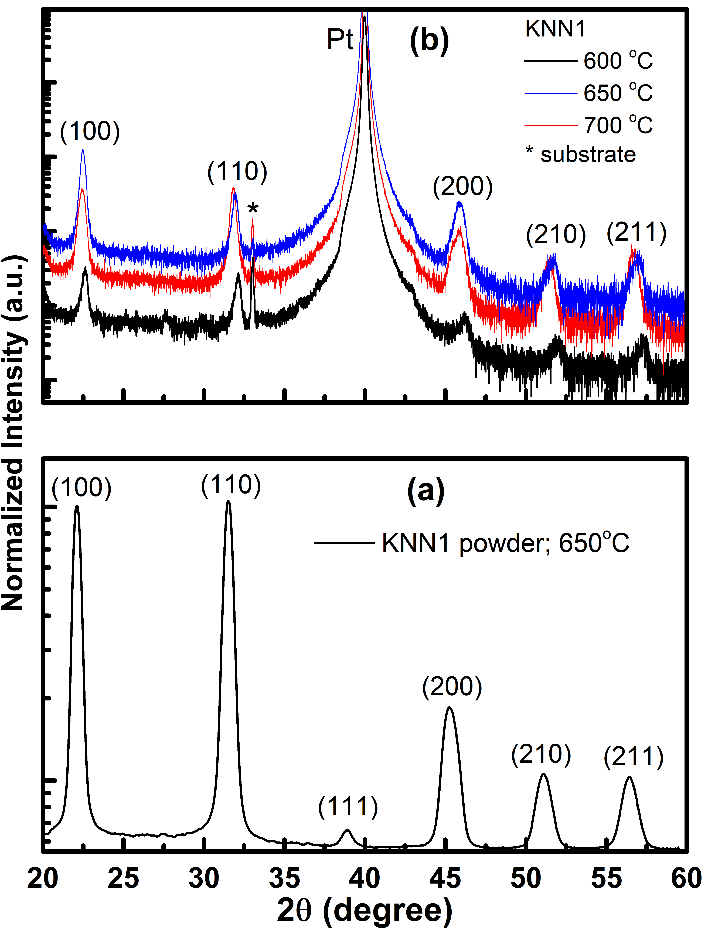 Pt
(b)
KNN1
600 °C
650 °C
700 °C
* substrate
(100)
(110)
*
(200)
(210)
(211)
Normalized Intensity (a.u.)
(a)
KNN1 powder; 650°C
(100)
(110)
(111)
(200)
(210)
(211)
20 25 30 35 40 45 50 55 60
2θ (degree)